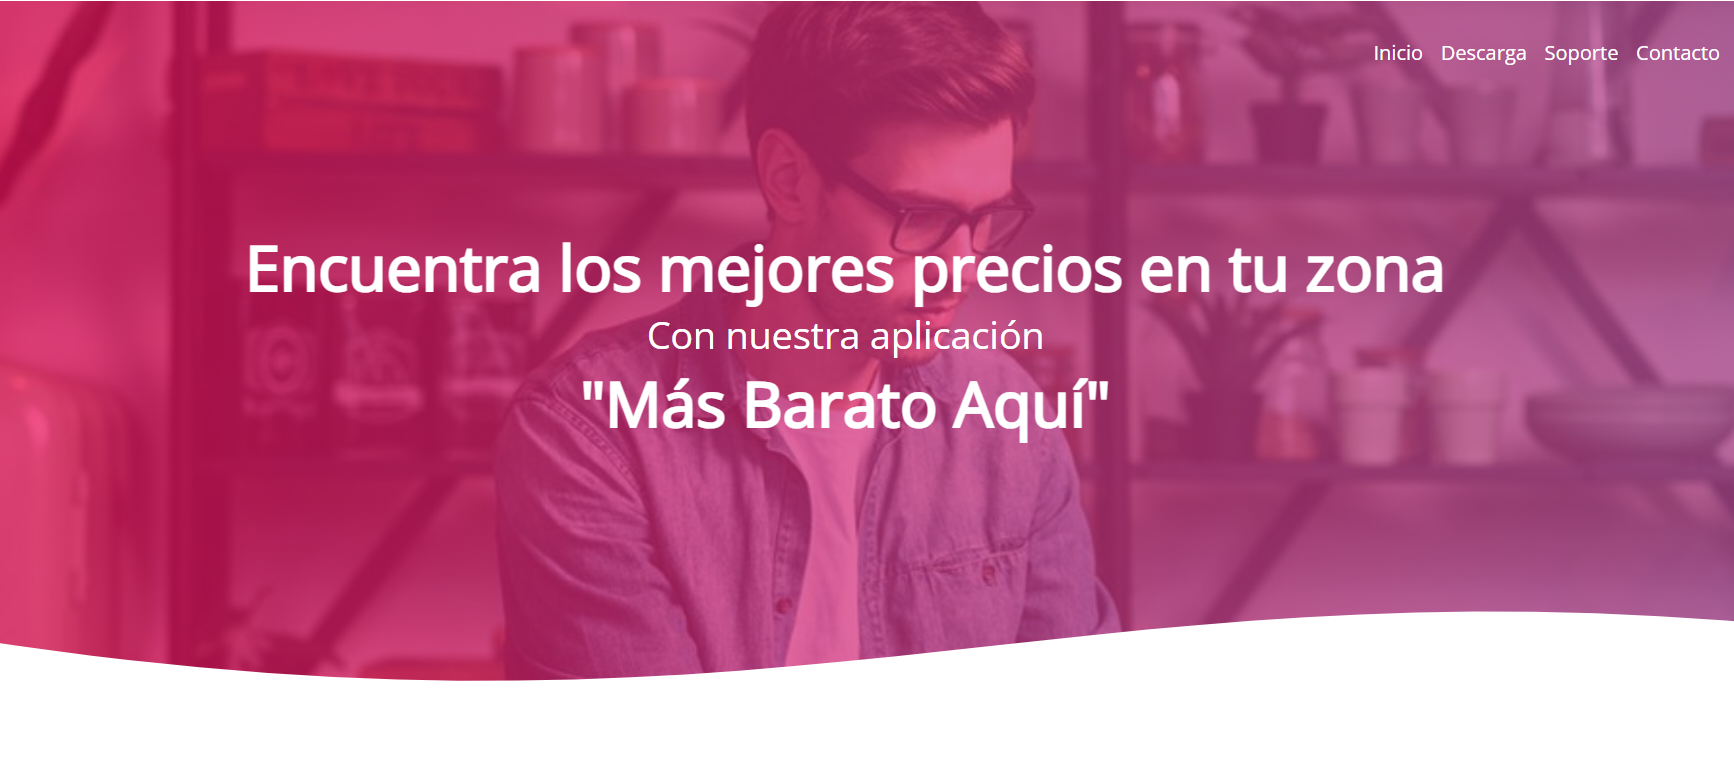 Inicio Descarga Soporte Contacto
Encuentra los mejores precios en tu zona
Con nuestra aplicación
"Más Barato Aquí"